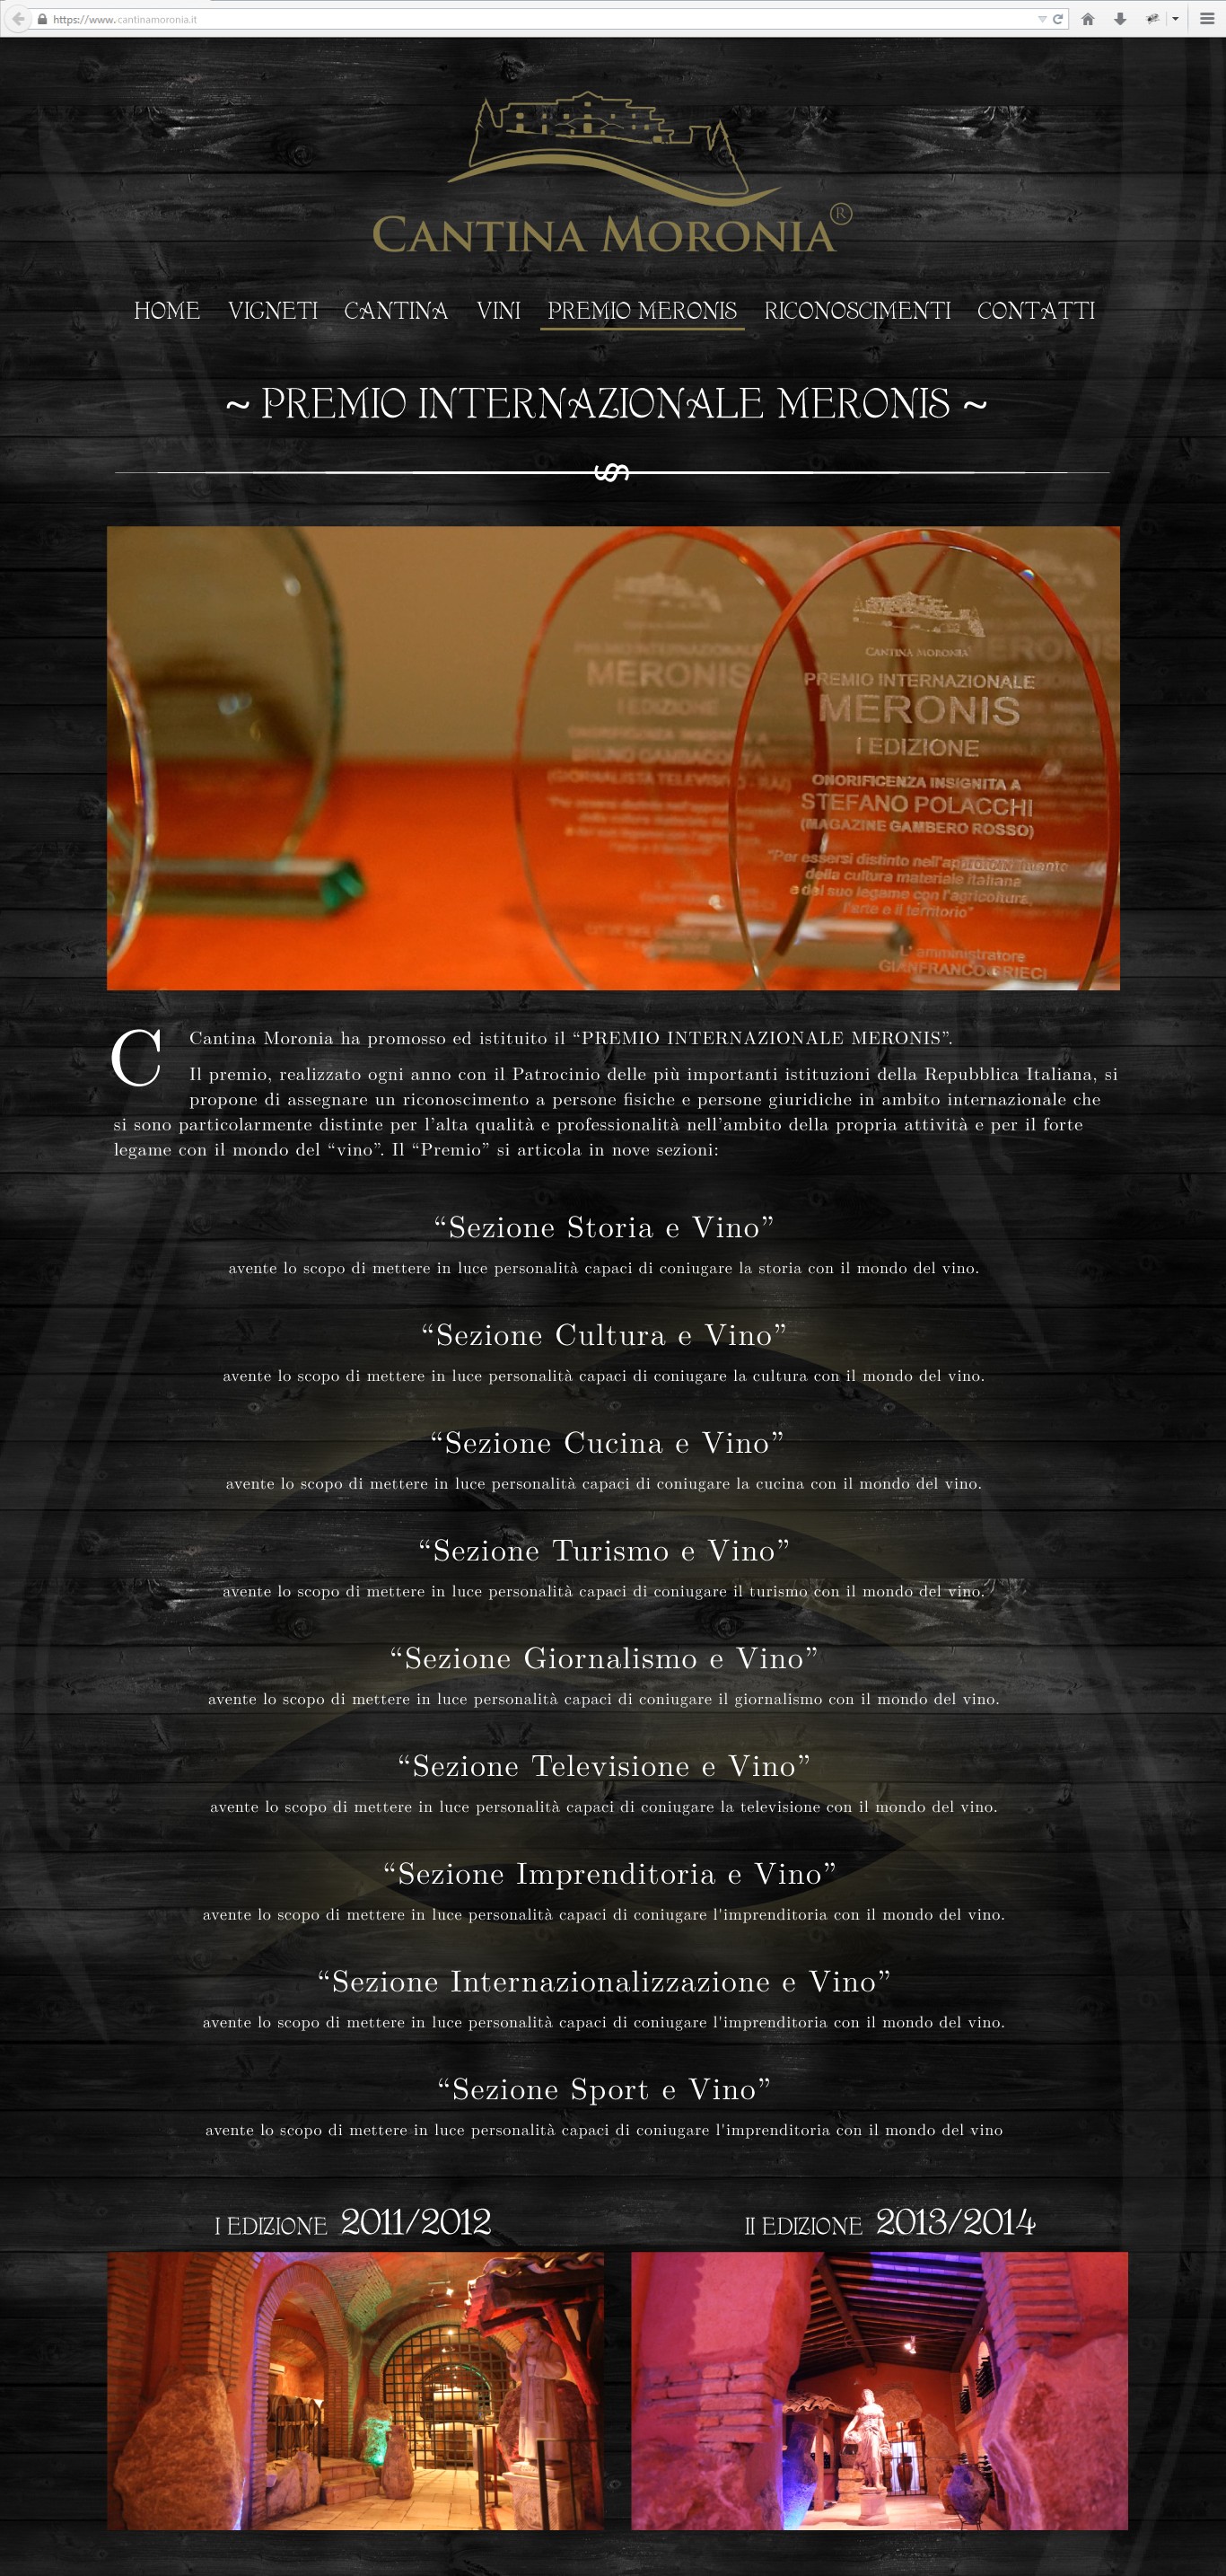 https://www.cantinamoronia.it
CANTINA MORONIA®
HOME VIGNETI CANTINA VINI PREMIO MERONIS RICONOSCIMENTI CONTATTI
~ PREMIO INTERNAZIONALE MERONIS ~
CANTINA MORONIA
PREMIO INTERNAZIONALE
MERONIS
I EDIZIONE
ONORIFICENZA INSIGNITA A
STEFANO POLACCHI
(MAGAZINE GAMBERO ROSSO)
"Per essersi distinto nell'approfondimento
della cultura materiale italiana
e del suo legame con l'agricoltura,
l'arte e il territorio"
L' amministratore
GIANFRANCO GRIECI
MERONIS
I EDIZIONE
C
Cantina Moronia ha promosso ed istituito il “PREMIO INTERNAZIONALE MERONIS”.
Il premio, realizzato ogni anno con il Patrocinio delle più importanti istituzioni della Repubblica Italiana, si
propone di assegnare un riconoscimento a persone fisiche e persone giuridiche in ambito internazionale che
si sono particolarmente distinte per l’alta qualità e professionalità nell’ambito della propria attività e per il forte
legame con il mondo del “vino”. Il “Premio” si articola in nove sezioni:
“Sezione Storia e Vino”
avente lo scopo di mettere in luce personalità capaci di coniugare la storia con il mondo del vino.
“Sezione Cultura e Vino”
avente lo scopo di mettere in luce personalità capaci di coniugare la cultura con il mondo del vino.
“Sezione Cucina e Vino”
avente lo scopo di mettere in luce personalità capaci di coniugare la cucina con il mondo del vino.
“Sezione Turismo e Vino”
avente lo scopo di mettere in luce personalità capaci di coniugare il turismo con il mondo del vino.
“Sezione Giornalismo e Vino”
avente lo scopo di mettere in luce personalità capaci di coniugare il giornalismo con il mondo del vino.
“Sezione Televisione e Vino”
avente lo scopo di mettere in luce personalità capaci di coniugare la televisione con il mondo del vino.
“Sezione Imprenditoria e Vino”
avente lo scopo di mettere in luce personalità capaci di coniugare l'imprenditoria con il mondo del vino.
“Sezione Internazionalizzazione e Vino”
avente lo scopo di mettere in luce personalità capaci di coniugare l'imprenditoria con il mondo del vino.
“Sezione Sport e Vino”
avente lo scopo di mettere in luce personalità capaci di coniugare l'imprenditoria con il mondo del vino
I EDIZIONE 2011/2012
II EDIZIONE 2013/2014